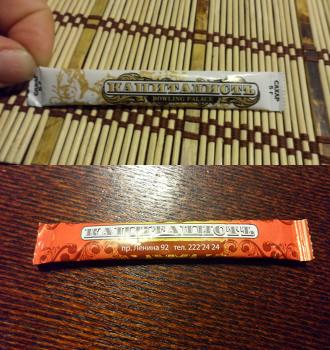 КАПИТАЛИСТЪ
BOWLING PALACE
САХАР
5 г
КАПИТАЛИСТЪ
пр. Ленина 92 тел. 222 24 24